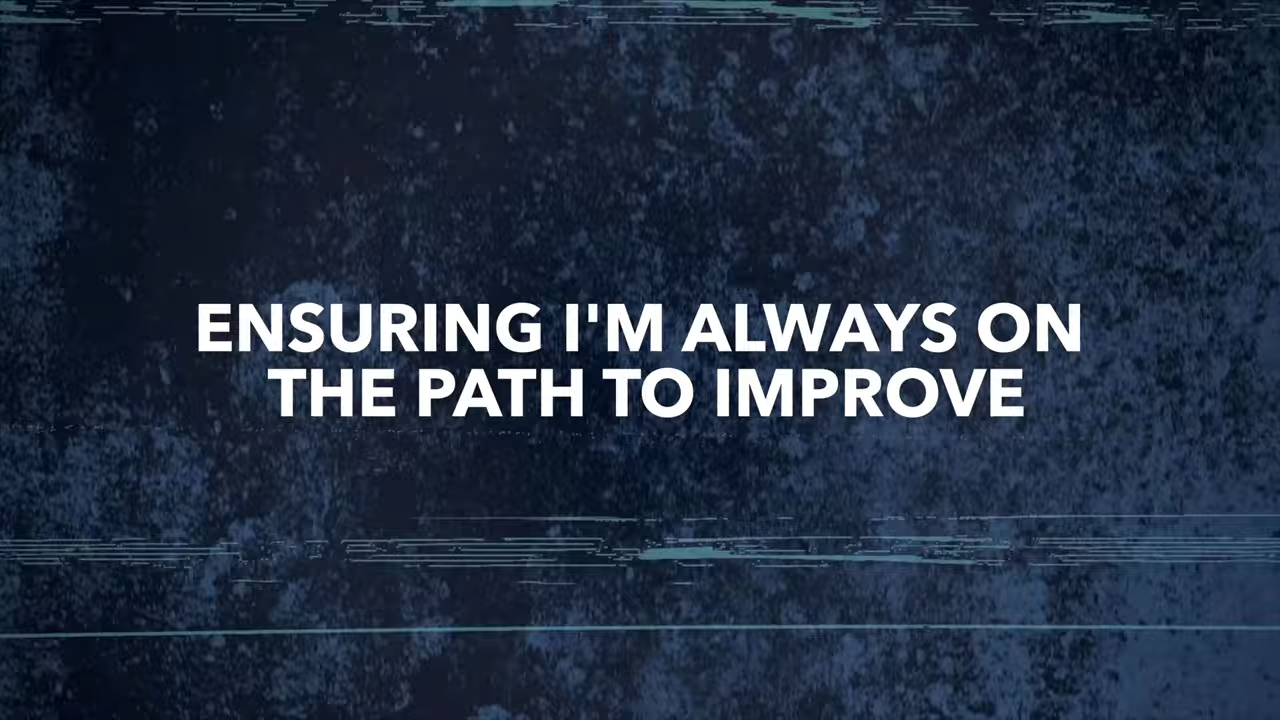 ENSURING I'M ALWAYS ON
THE PATH TO IMPROVE